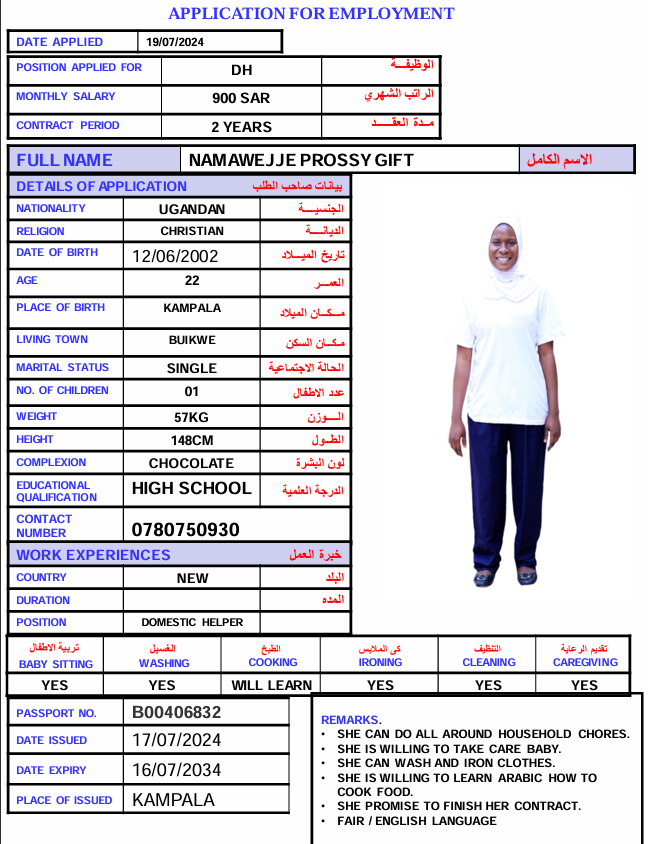 APPLICATION FOR EMPLOYMENT
DATE APPLIED 19/07/2024
POSITION APPLIED FOR DH الوظيفـــة
MONTHLY SALARY 900 SAR الراتب الشهري
CONTRACT PERIOD 2 YEARS مـدة العقــــد
FULL NAME NAMAWEJJE PROSSY GIFT الاسم الكامل
DETAILS OF APPLICATION بيانات صاحب الطلب
NATIONALITY UGANDAN الجنسيــــة
RELIGION CHRISTIAN الديانــــة
DATE OF BIRTH 12/06/2002 تاريخ الميـــلاد
AGE 22 العمــر
PLACE OF BIRTH KAMPALA مـــكـان الميلاد
LIVING TOWN BUIKWE مـكـان السكن
MARITAL STATUS SINGLE الحالة الاجتماعية
NO. OF CHILDREN 01 عدد الاطفال
WEIGHT 57KG الــــوزن
HEIGHT 148CM الطــول
COMPLEXION CHOCOLATE لون البشرة
EDUCATIONAL QUALIFICATION HIGH SCHOOL الدرجة العلمية
CONTACT NUMBER 0780750930
WORK EXPERIENCES خبرة العمل
COUNTRY NEW البلد
DURATION المده
POSITION DOMESTIC HELPER
تربية الاطفال الغسيل الطبخ كي الملابس التنظيف تقديم الرعاية
BABY SITTING WASHING COOKING IRONING CLEANING CAREGIVING
YES YES WILL LEARN YES YES YES
PASSPORT NO. B00406832
DATE ISSUED 17/07/2024
DATE EXPIRY 16/07/2034
PLACE OF ISSUED KAMPALA
REMARKS.
• SHE CAN DO ALL AROUND HOUSEHOLD CHORES.
• SHE IS WILLING TO TAKE CARE BABY.
• SHE CAN WASH AND IRON CLOTHES.
• SHE IS WILLING TO LEARN ARABIC HOW TO
COOK FOOD.
• SHE PROMISE TO FINISH HER CONTRACT.
• FAIR / ENGLISH LANGUAGE